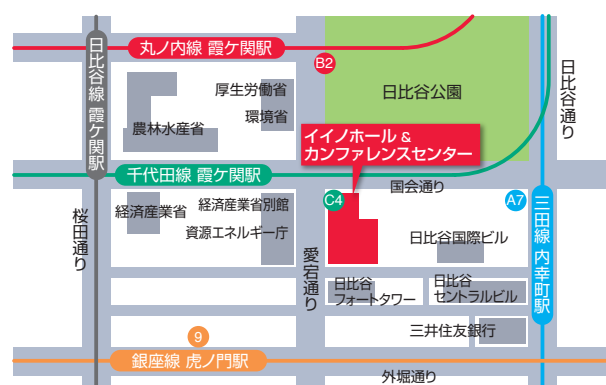 丸ノ内線 霞ケ関駅
B2
日比谷線 霞ケ関駅
厚生労働省
環境省
農林水産省
日比谷公園
日比谷通り
イイノホール &
カンファレンスセンター
千代田線 霞ケ関駅
国会通り
桜田通り
経済産業省
経済産業省別館
資源エネルギー庁
愛宕通り
C4
A7
日比谷国際ビル
三田線 内幸町駅
日比谷
フォートタワー
日比谷
セントラルビル
三井住友銀行
9
銀座線 虎ノ門駅
外堀通り